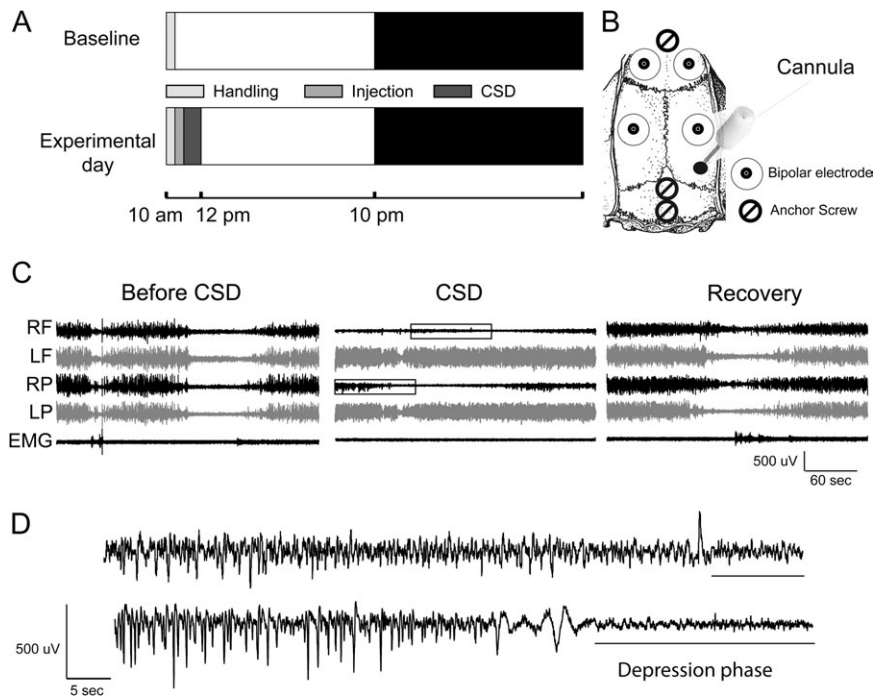 A
Baseline
Handling Injection CSD
Experimental
day
10 am 12 pm 10 pm
B
Cannula
Bipolar electrode
Anchor Screw
C
Before CSD CSD Recovery
RF
LF
RP
LP
EMG
500 uV
60 sec
D
500 uV
5 sec
Depression phase